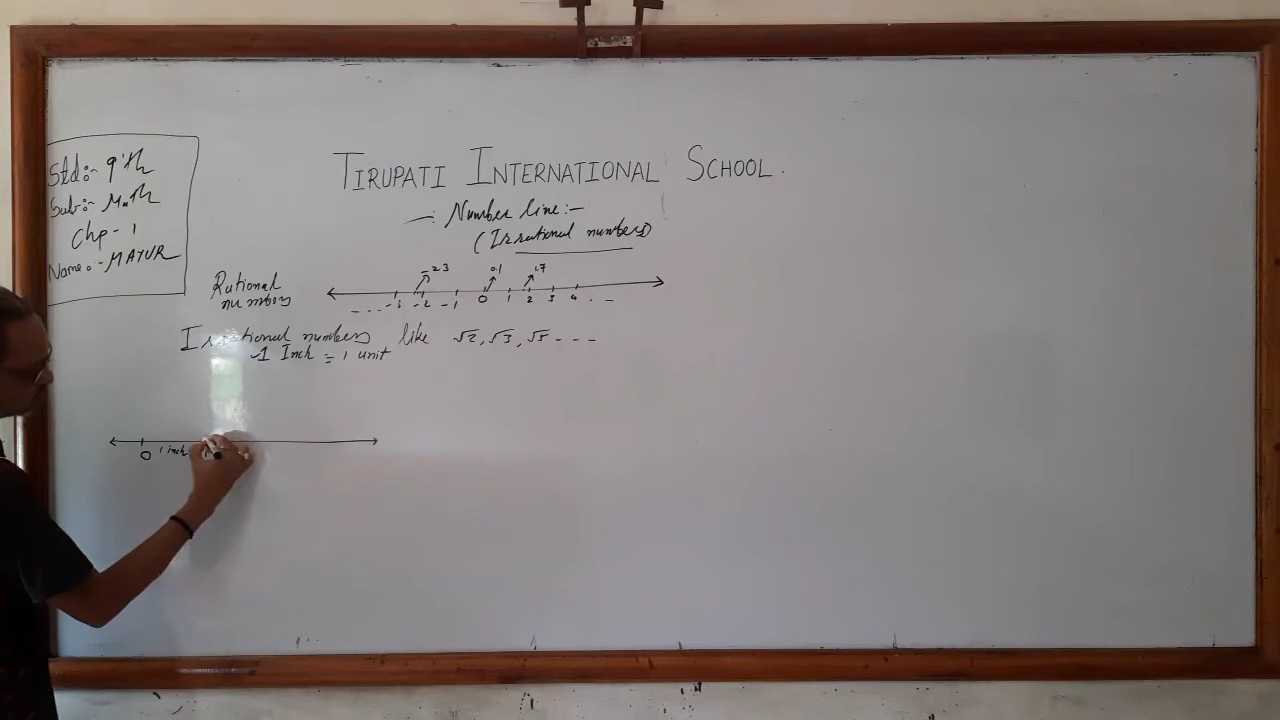 Std:- 9'th
Sub:- Math
Chp- 1
Name:- MAYUR
TIRUPATI INTERNATIONAL SCHOOL.
-: Number line:-
(Irrational numbers)
Rational numbers
-2.3 0.1 1.7
...-3 -2 -1 0 1 2 3 4 . . –
Irrational numbers like √2, √3, √5 - - -
1 Inch = 1 unit
0 1 inch